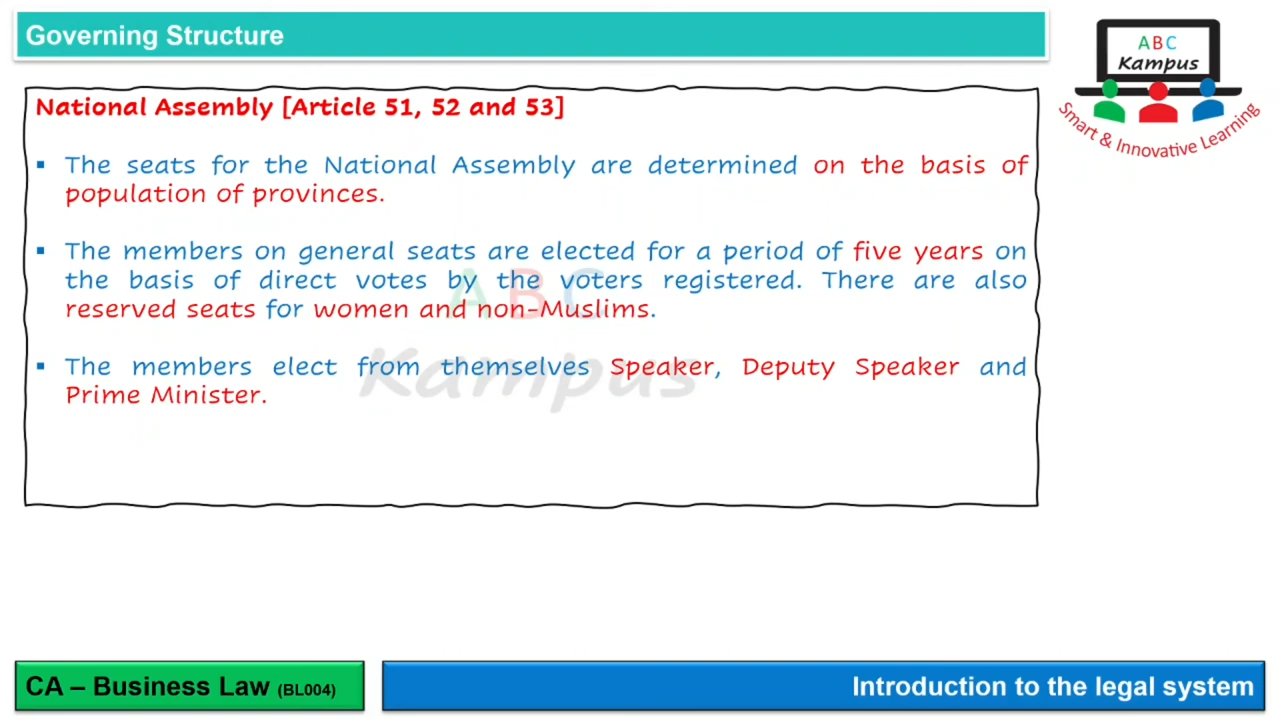 Governing Structure
A B C
Kampus
Smart & Innovative Learning
National Assembly [Article 51, 52 and 53]
▪ The seats for the National Assembly are determined on the basis of
population of provinces.
▪ The members on general seats are elected for a period of five years on
the basis of direct votes by the voters registered. There are also
reserved seats for women and non-Muslims.
▪ The members elect from themselves Speaker, Deputy Speaker and
Prime Minister.
A B C
Kampus
CA – Business Law (BL004)
Introduction to the legal system